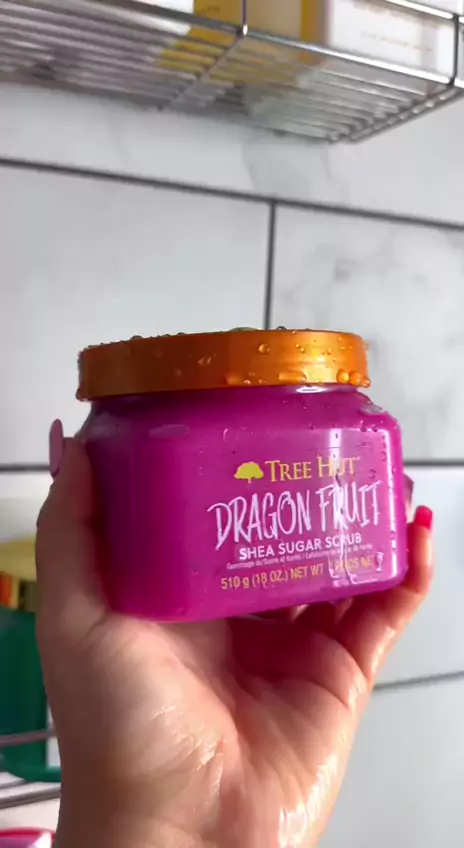 TREE HUT
DRAGON FRUIT
SHEA SUGAR SCRUB
510 g (18 OZ.) NET WT